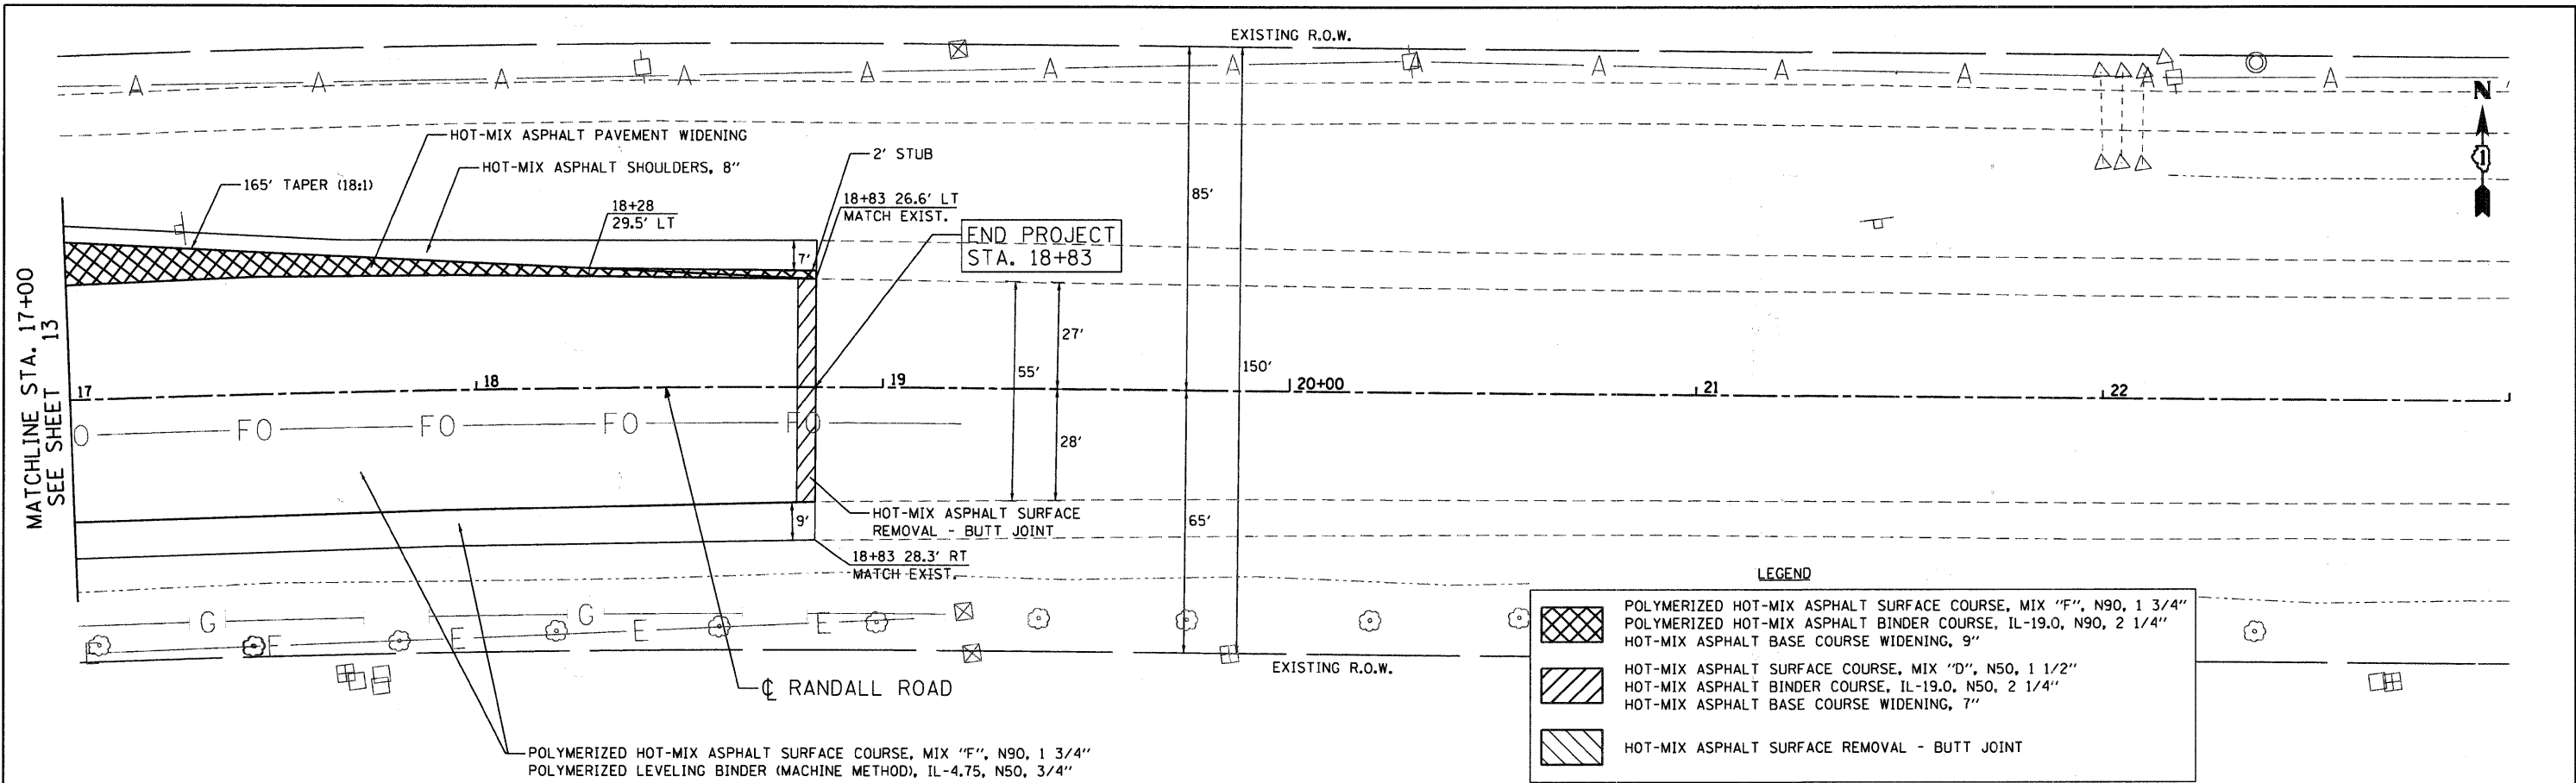 EXISTING R.O.W.
A A A A A A A A A A A A A
N
1
HOT-MIX ASPHALT PAVEMENT WIDENING
2' STUB
HOT-MIX ASPHALT SHOULDERS, 8"
165' TAPER (18:1)
18+28
29.5' LT
18+83 26.6' LT
MATCH EXIST.
85'
END PROJECT
STA. 18+83
7'
MATCHLINE STA. 17+00
SEE SHEET 13
27'
55'
150'
17
18
19
20+00
21
22
O FO FO FO FO
28'
9'
HOT-MIX ASPHALT SURFACE
REMOVAL - BUTT JOINT
65'
18+83 28.3' RT
MATCH EXIST.
G G
E E E E
EXISTING R.O.W.
℄ RANDALL ROAD
POLYMERIZED HOT-MIX ASPHALT SURFACE COURSE, MIX "F", N90, 1 3/4"
POLYMERIZED LEVELING BINDER (MACHINE METHOD), IL-4.75, N50, 3/4"
LEGEND
POLYMERIZED HOT-MIX ASPHALT SURFACE COURSE, MIX "F", N90, 1 3/4"
POLYMERIZED HOT-MIX ASPHALT BINDER COURSE, IL-19.0, N90, 2 1/4"
HOT-MIX ASPHALT BASE COURSE WIDENING, 9"
HOT-MIX ASPHALT SURFACE COURSE, MIX "D", N50, 1 1/2"
HOT-MIX ASPHALT BINDER COURSE, IL-19.0, N50, 2 1/4"
HOT-MIX ASPHALT BASE COURSE WIDENING, 7"
HOT-MIX ASPHALT SURFACE REMOVAL - BUTT JOINT